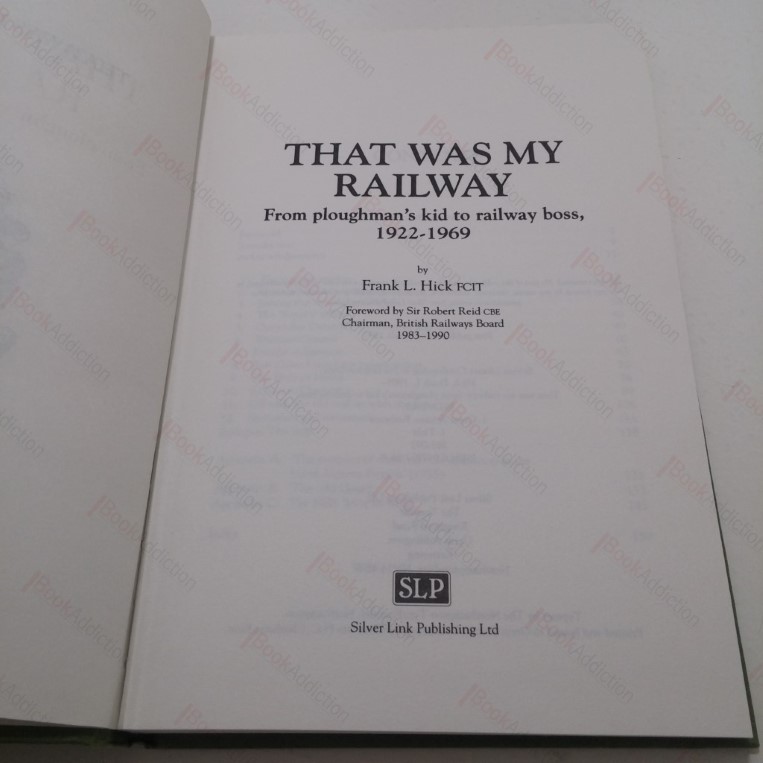 THAT WAS MY
RAILWAY
From ploughman's kid to railway boss,
1922-1969
by
Frank L. Hick FCIT
Foreword by Sir Robert Reid CBE
Chairman, British Railways Board
1983–1990
SLP
Silver Link Publishing Ltd
BookAddiction